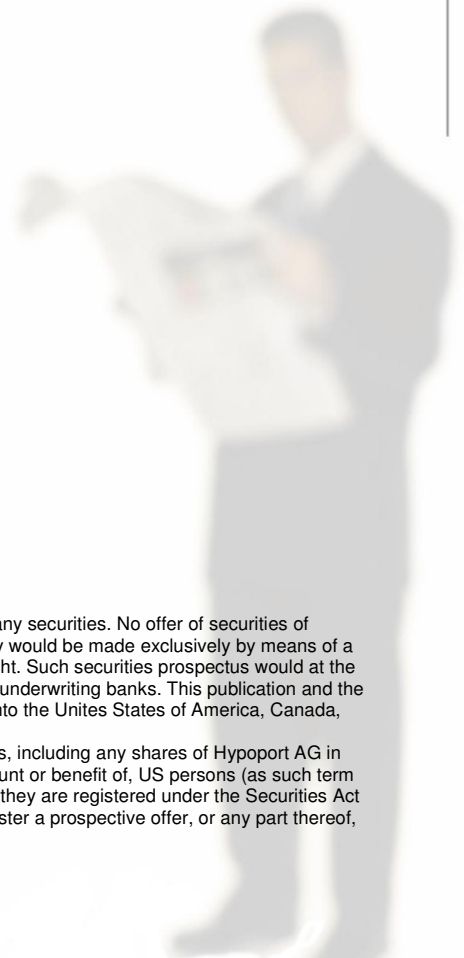 any securities. No offer of securities of
y would be made exclusively by means of a
ght. Such securities prospectus would at the
underwriting banks. This publication and the
nto the Unites States of America, Canada,
s, including any shares of Hypoport AG in
unt or benefit of, US persons (as such term
they are registered under the Securities Act
ster a prospective offer, or any part thereof,